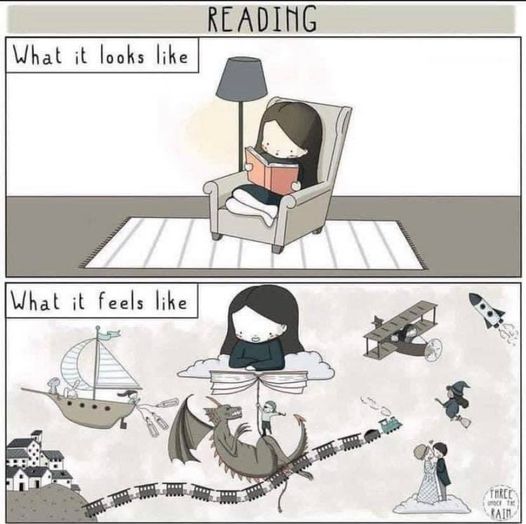 READING
What it looks like
What it feels like
THREE
UNDER THE
RAIN